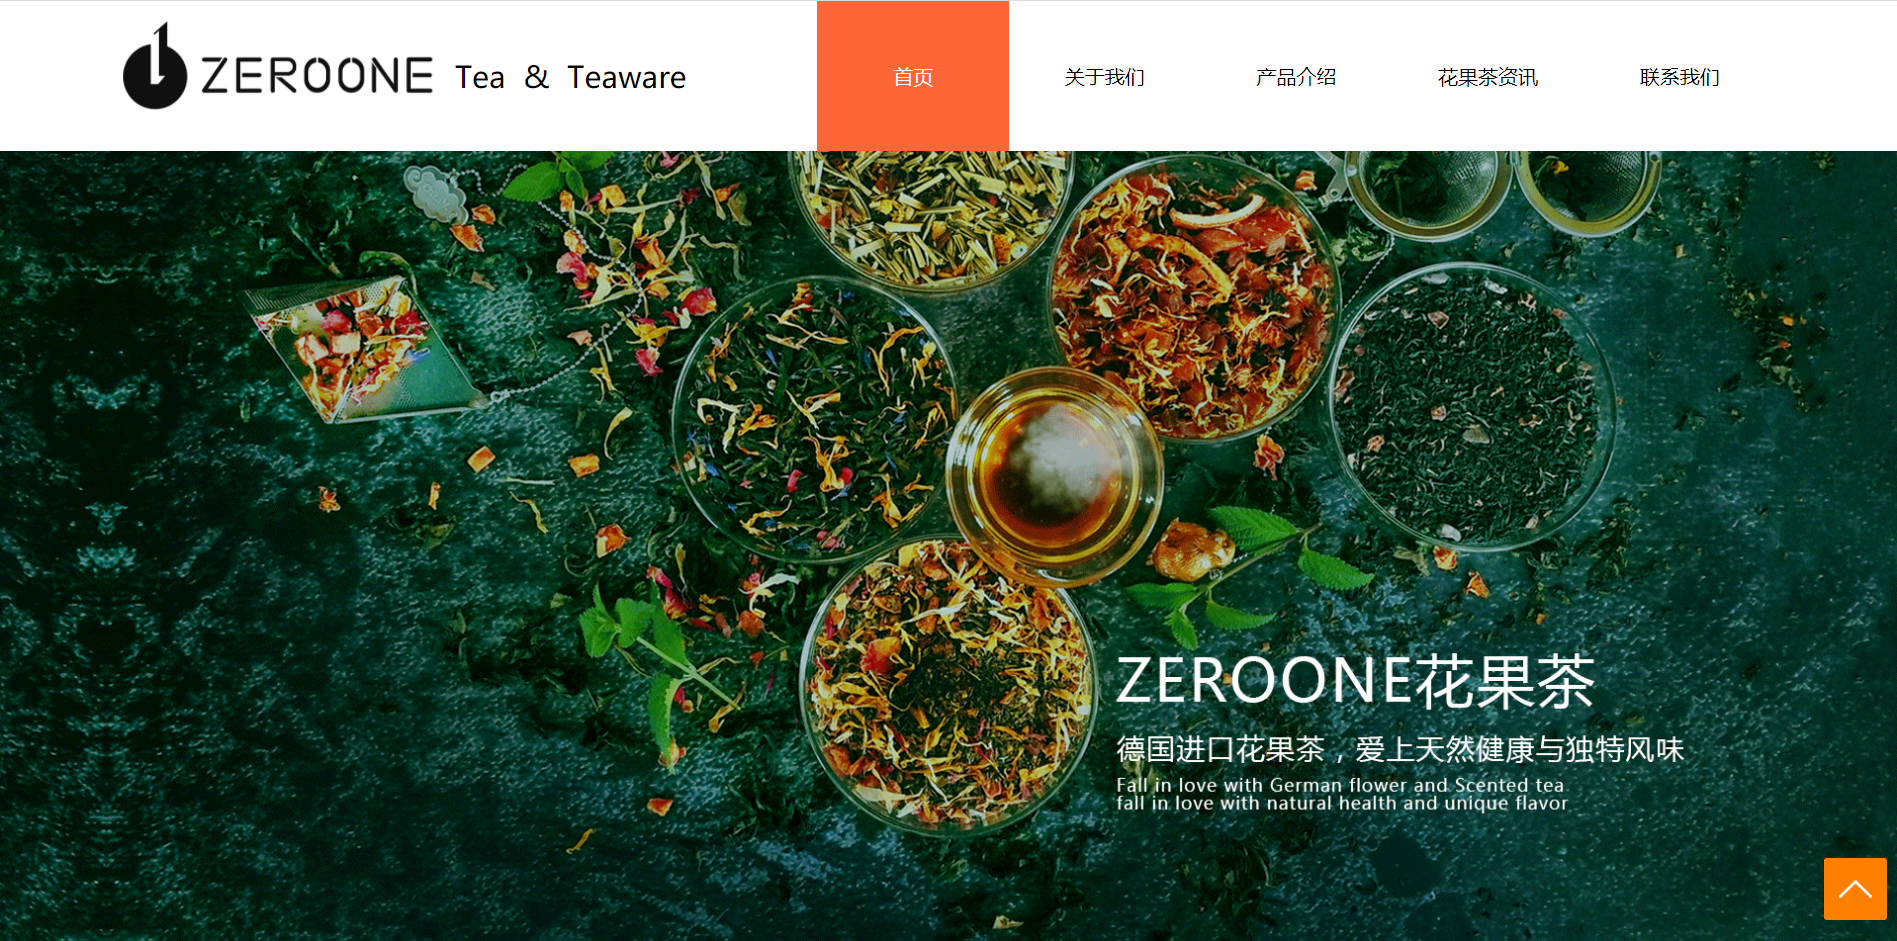 ZEROONE Tea & Teaware
首页 关于我们 产品介绍 花果茶资讯 联系我们
ZEROONE花果茶
德国进口花果茶，爱上天然健康与独特风味
Fall in love with German flower and Scented tea
fall in love with natural health and unique flavor